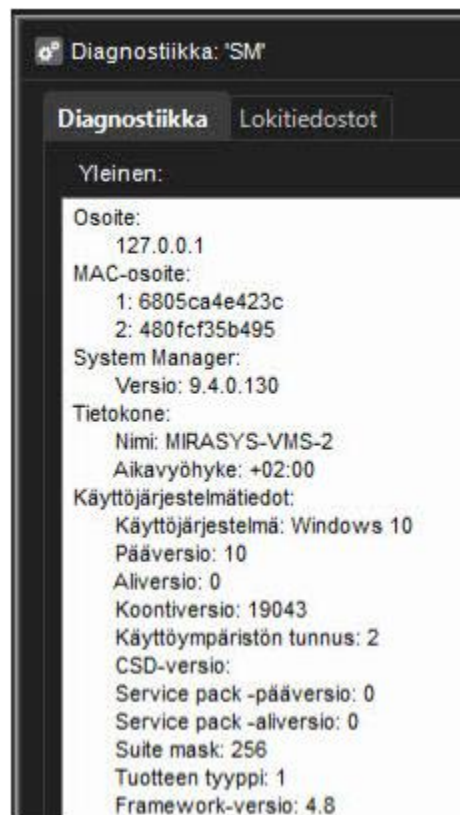 Diagnostiikka: 'SM'
Diagnostiikka Lokitiedostot
Yleinen:
Osoite:
127.0.0.1
MAC-osoite:
1: 6805ca4e423c
2: 480fcf35b495
System Manager:
Versio: 9.4.0.130
Tietokone:
Nimi: MIRASYS-VMS-2
Aikavyöhyke: +02:00
Käyttöjärjestelmätiedot:
Käyttöjärjestelmä: Windows 10
Pääversio: 10
Aliversio: 0
Koontiversio: 19043
Käyttöympäristön tunnus: 2
CSD-versio:
Service pack -pääversio: 0
Service pack -aliversio: 0
Suite mask: 256
Tuotteen tyyppi: 1
Framework-versio: 4.8